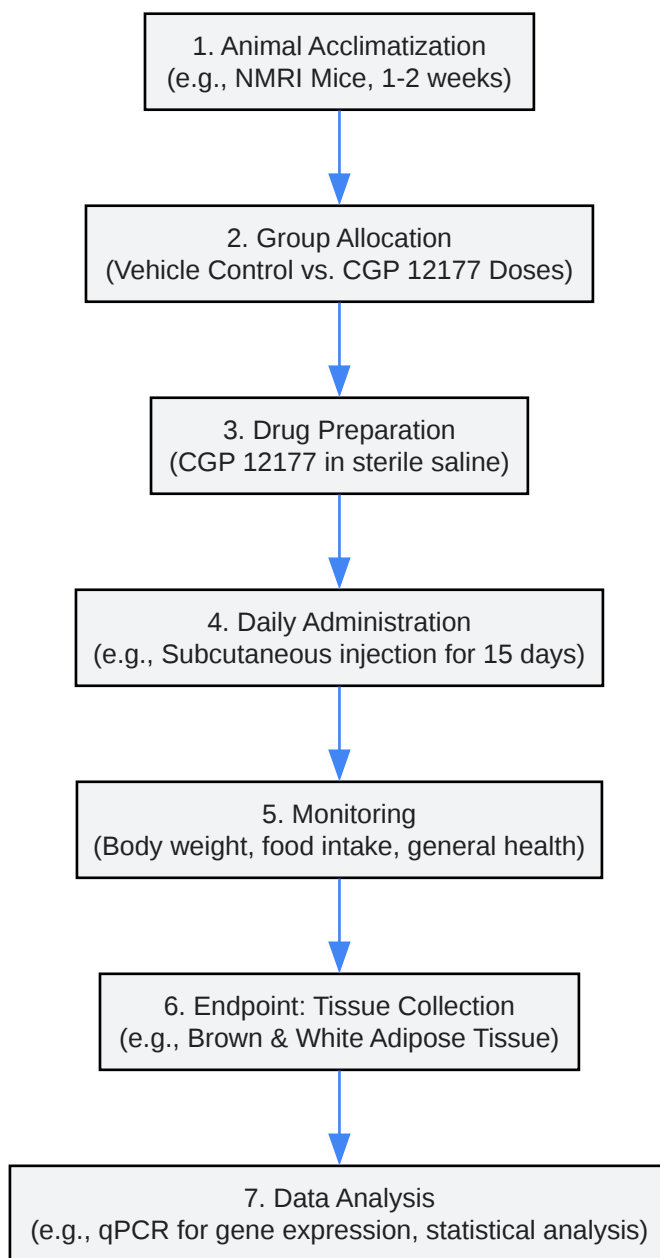 1. Animal Acclimatization
(e.g., NMRI Mice, 1-2 weeks)
2. Group Allocation
(Vehicle Control vs. CGP 12177 Doses)
3. Drug Preparation
(CGP 12177 in sterile saline)
4. Daily Administration
(e.g., Subcutaneous injection for 15 days)
5. Monitoring
(Body weight, food intake, general health)
6. Endpoint: Tissue Collection
(e.g., Brown & White Adipose Tissue)
7. Data Analysis
(e.g., qPCR for gene expression, statistical analysis)